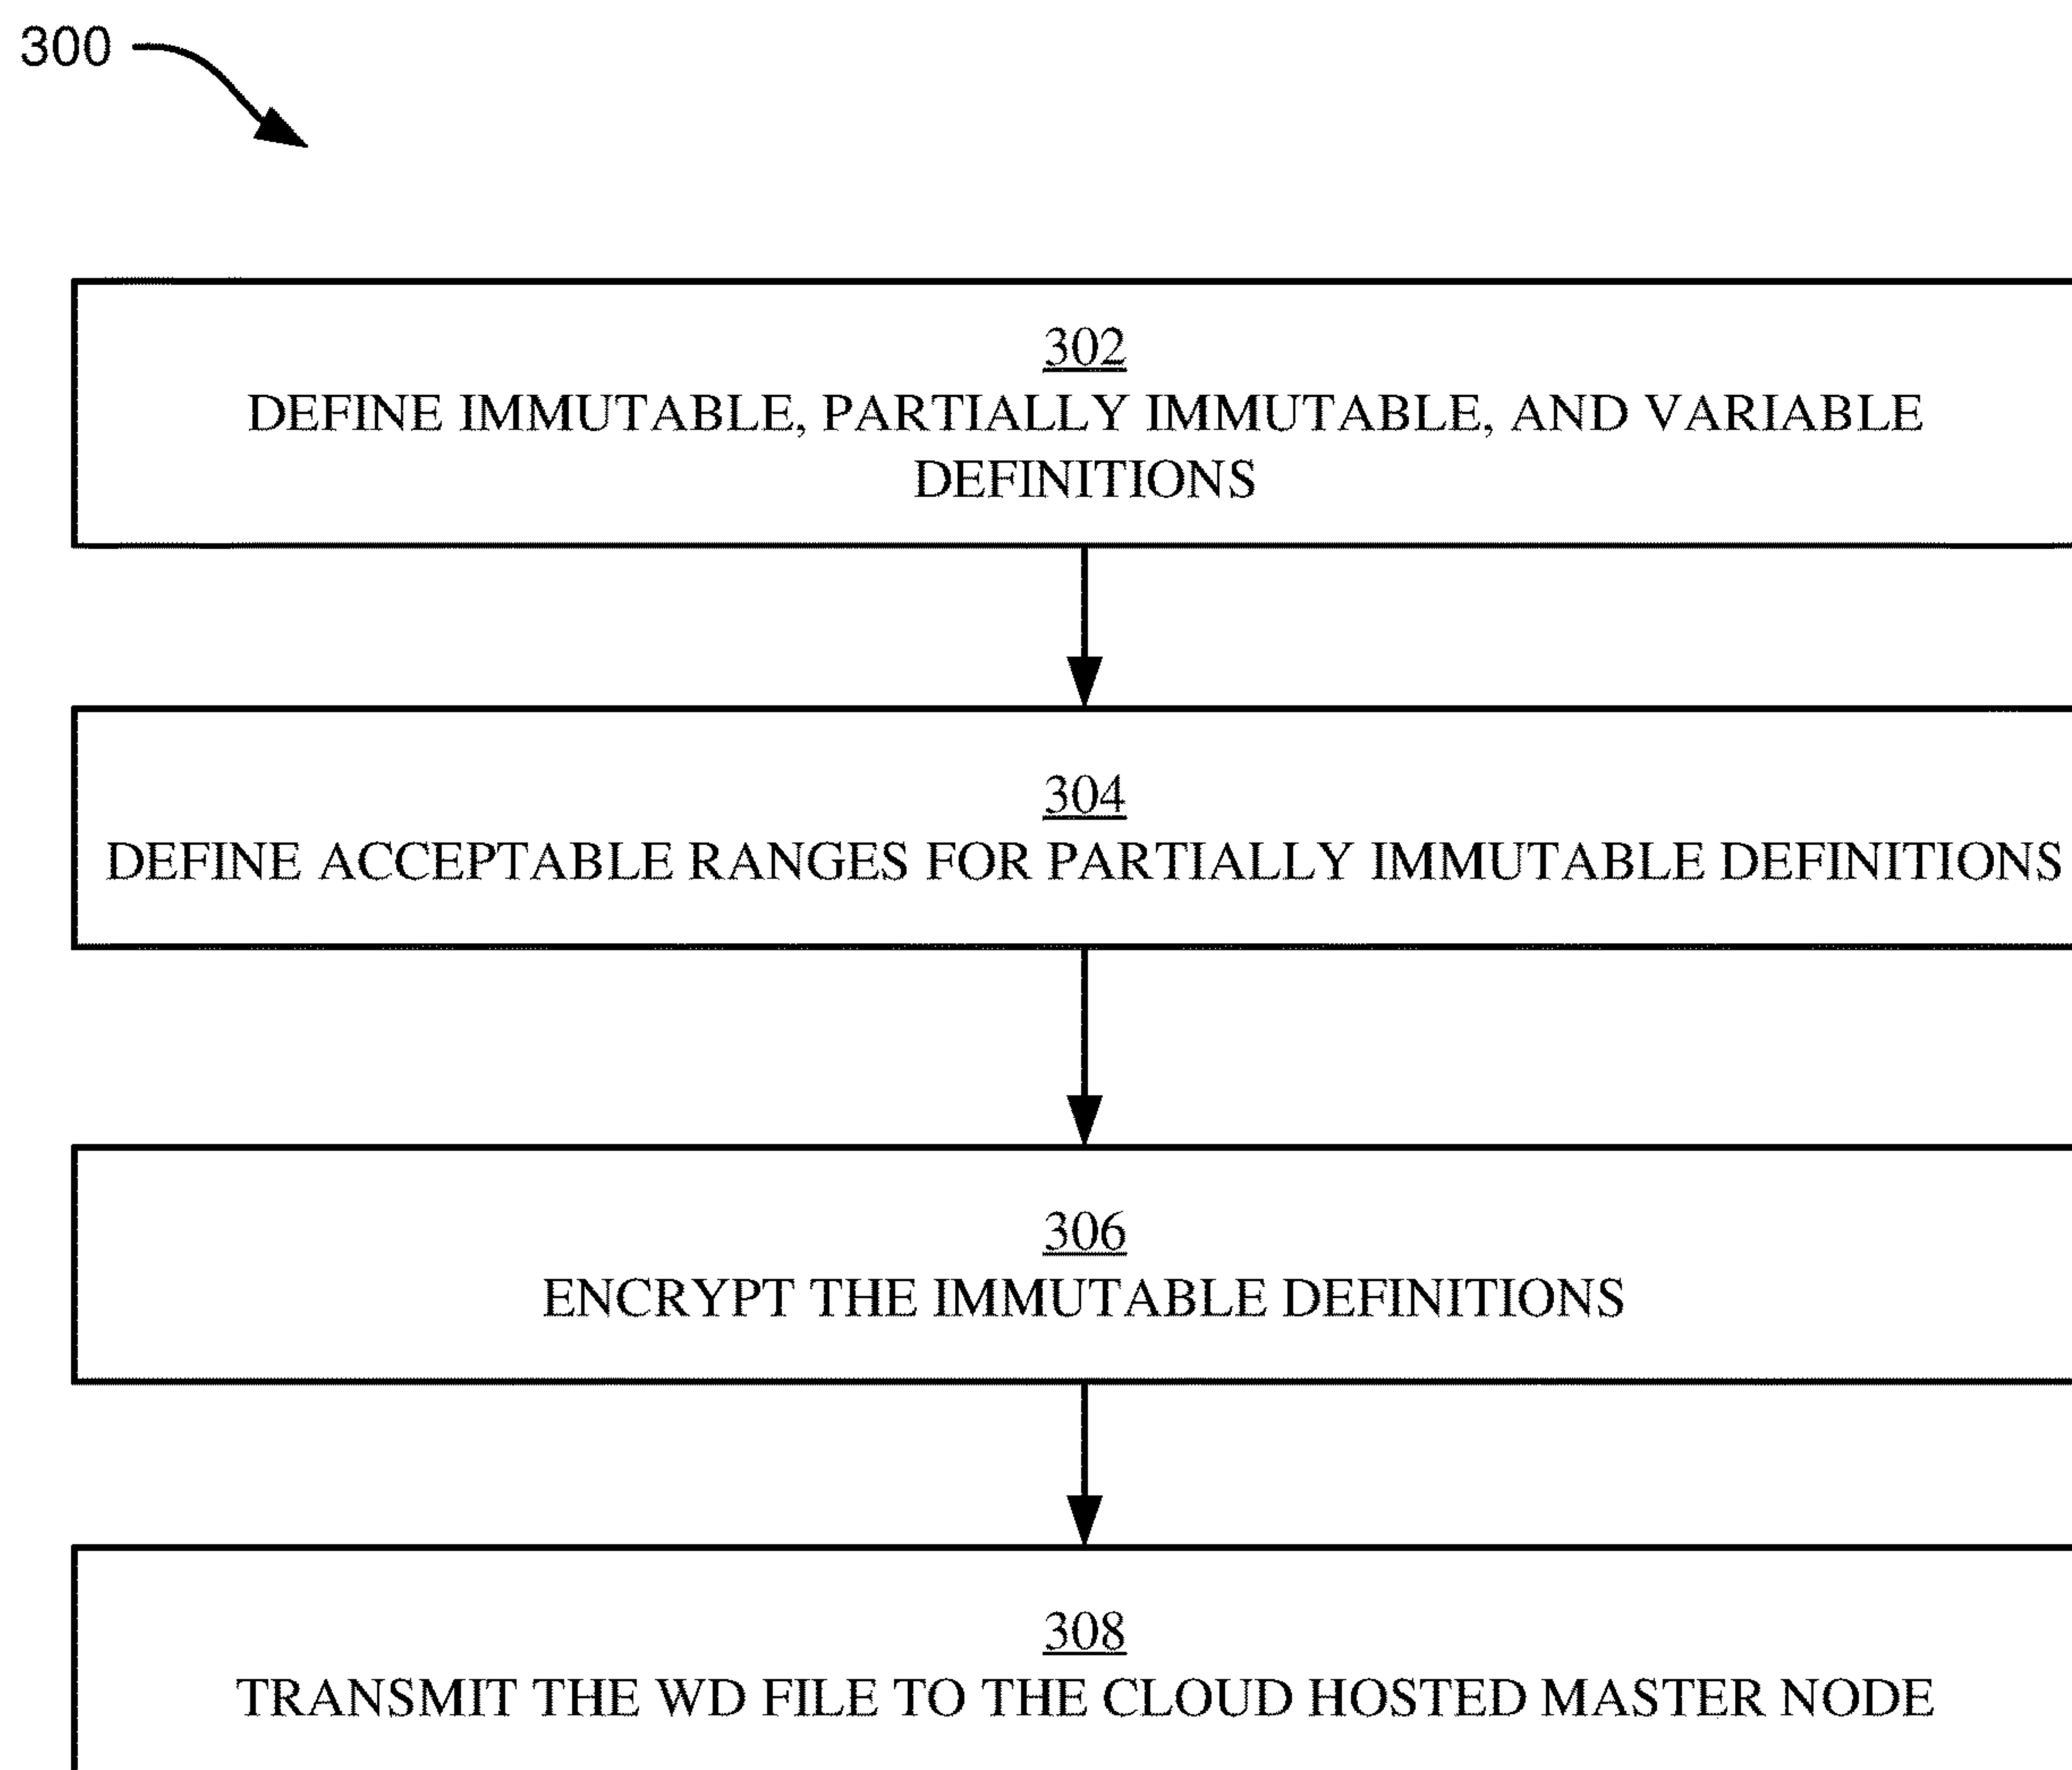 300
302
DEFINE IMMUTABLE, PARTIALLY IMMUTABLE, AND VARIABLE
DEFINITIONS
304
DEFINE ACCEPTABLE RANGES FOR PARTIALLY IMMUTABLE DEFINITIONS
306
ENCRYPT THE IMMUTABLE DEFINITIONS
308
TRANSMIT THE WD FILE TO THE CLOUD HOSTED MASTER NODE